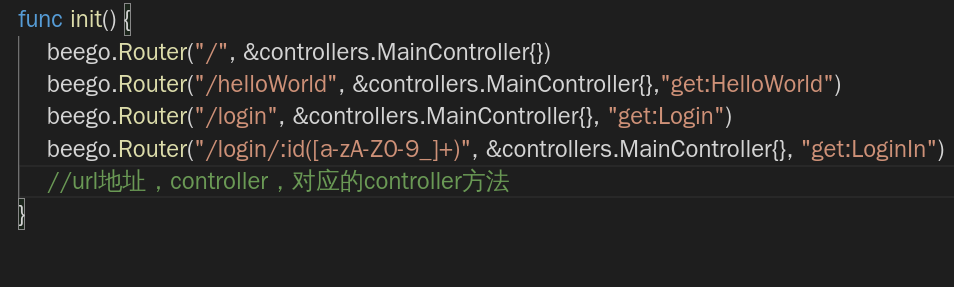 func init() {
beego.Router("/", &controllers.MainController{})
beego.Router("/helloWorld", &controllers.MainController{},"get:HelloWorld")
beego.Router("/login", &controllers.MainController{}, "get:Login")
beego.Router("/login/:id([a-zA-Z0-9_]+)", &controllers.MainController{}, "get:LoginIn")
//url地址，controller，对应的controller方法
}